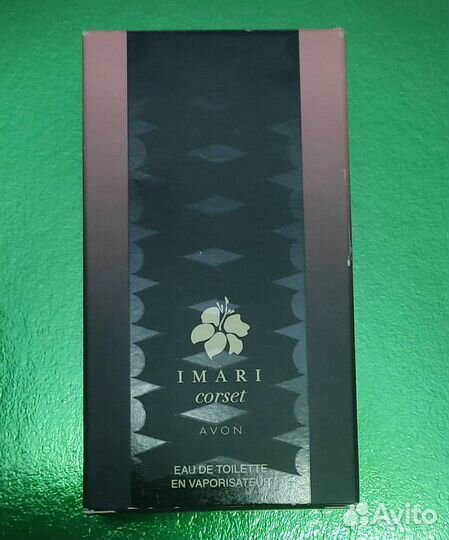 IMARI
corset
AVON
EAU DE TOILETTE
EN VAPORISATEUR
Avito